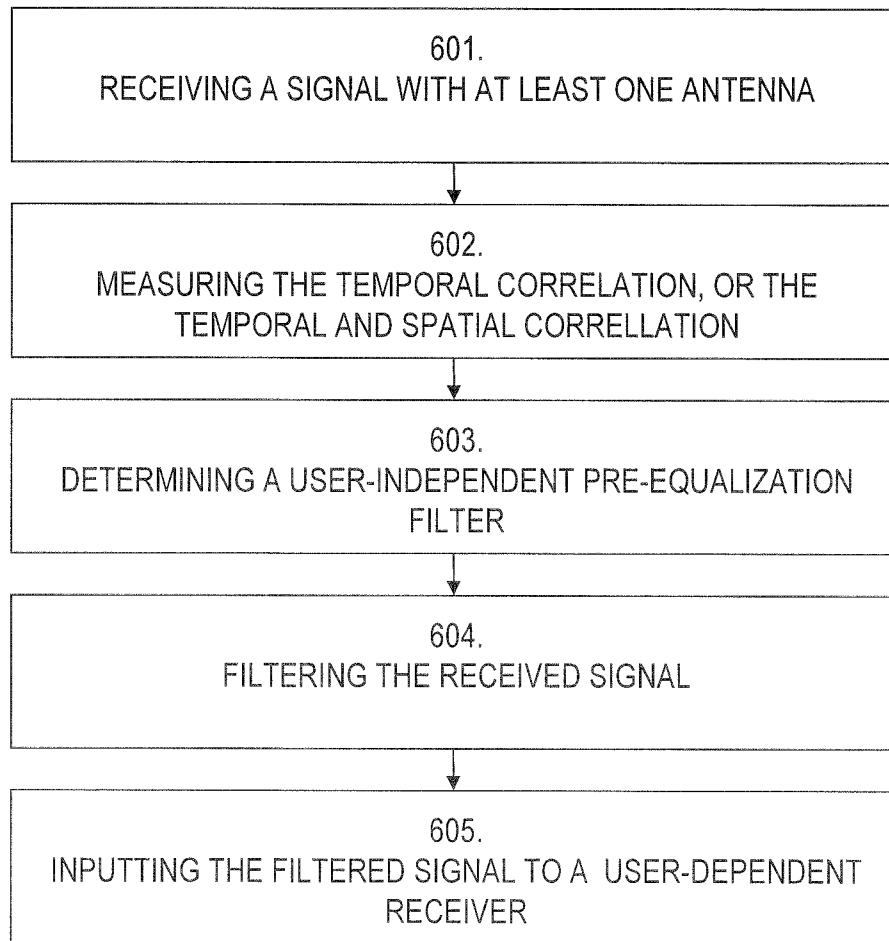 601.
RECEIVING A SIGNAL WITH AT LEAST ONE ANTENNA
602.
MEASURING THE TEMPORAL CORRELATION, OR THE
TEMPORAL AND SPATIAL CORRELLATION
603.
DETERMINING A USER-INDEPENDENT PRE-EQUALIZATION
FILTER
604.
FILTERING THE RECEIVED SIGNAL
605.
INPUTTING THE FILTERED SIGNAL TO A USER-DEPENDENT
RECEIVER